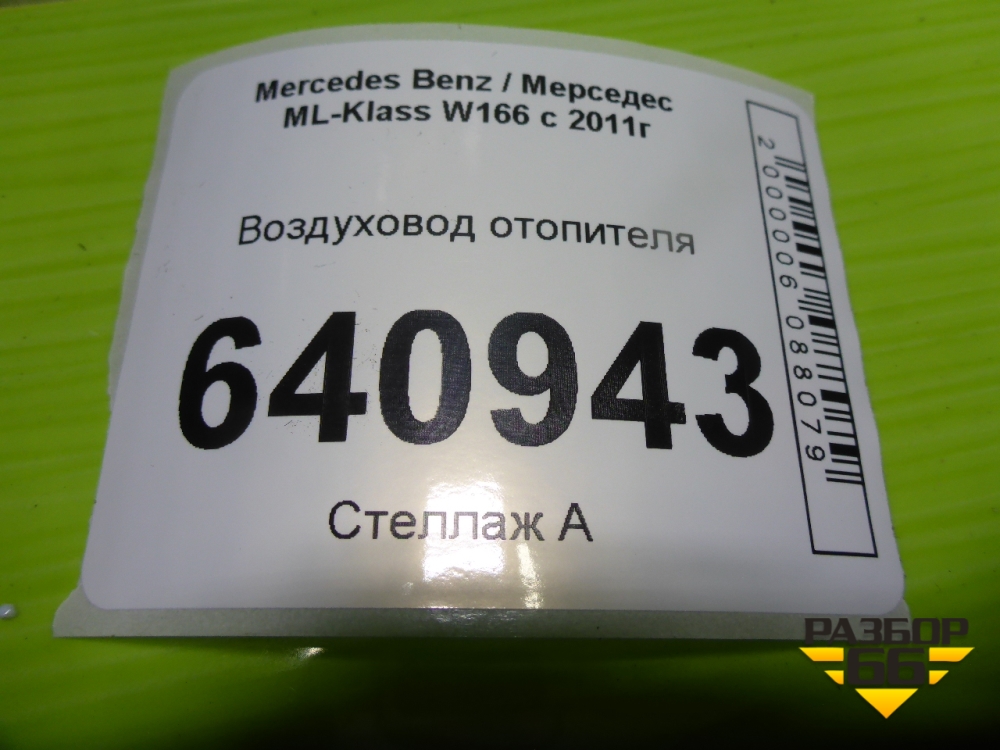 Mercedes Benz / Мерседес
ML-Klass W166 с 2011г
Воздуховод отопителя
640943
Стеллаж А
2000006088079
РАЗБОР
66